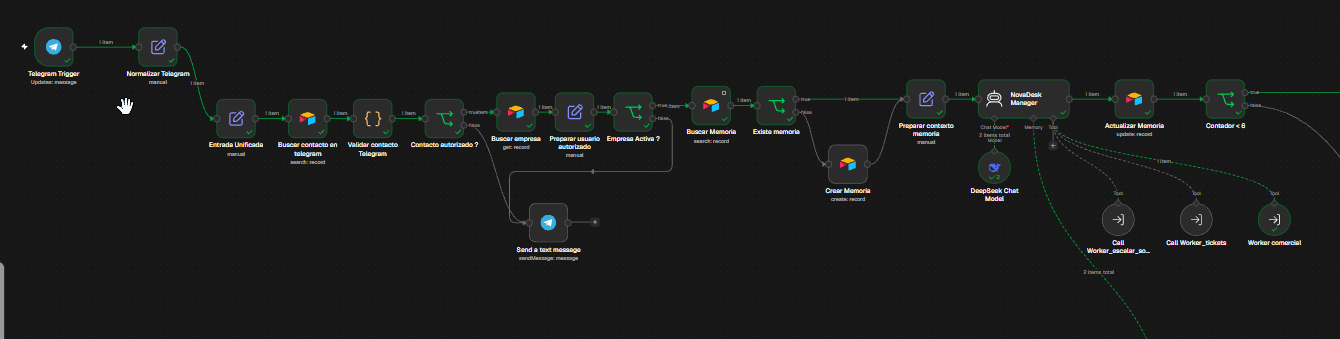 Telegram Trigger
Updates: message
1 item
Normalizar Telegram
manual
1 item
Entrada Unificada
manual
1 item
Buscar contacto en
telegram
search: record
1 item
{ }
Validar contacto
Telegram
1 item
Contacto autorizado ?
true
false
Buscar empresa
get: record
1 item
Preparar usuario
autorizado
manual
1 item
Empresa Activa ?
true
1 item
false
Send a text message
sendMessage: message
Buscar Memoria
search: record
1 item
Existe memoria
true
false
1 item
Crear Memoria
create: record
Preparar contexto
memoria
manual
1 item
NovaDesk
Manager
Chat Model*
2 items total
Model
Memory
Tool
2
DeepSeek Chat
Model
1 item
Actualizar Memoria
update: record
1 item
Contador < 6
true
false
1 item
Tool
Call
Worker_escalar_so...
Tool
Call Worker_tickets
Tool
Worker comercial
2 items total